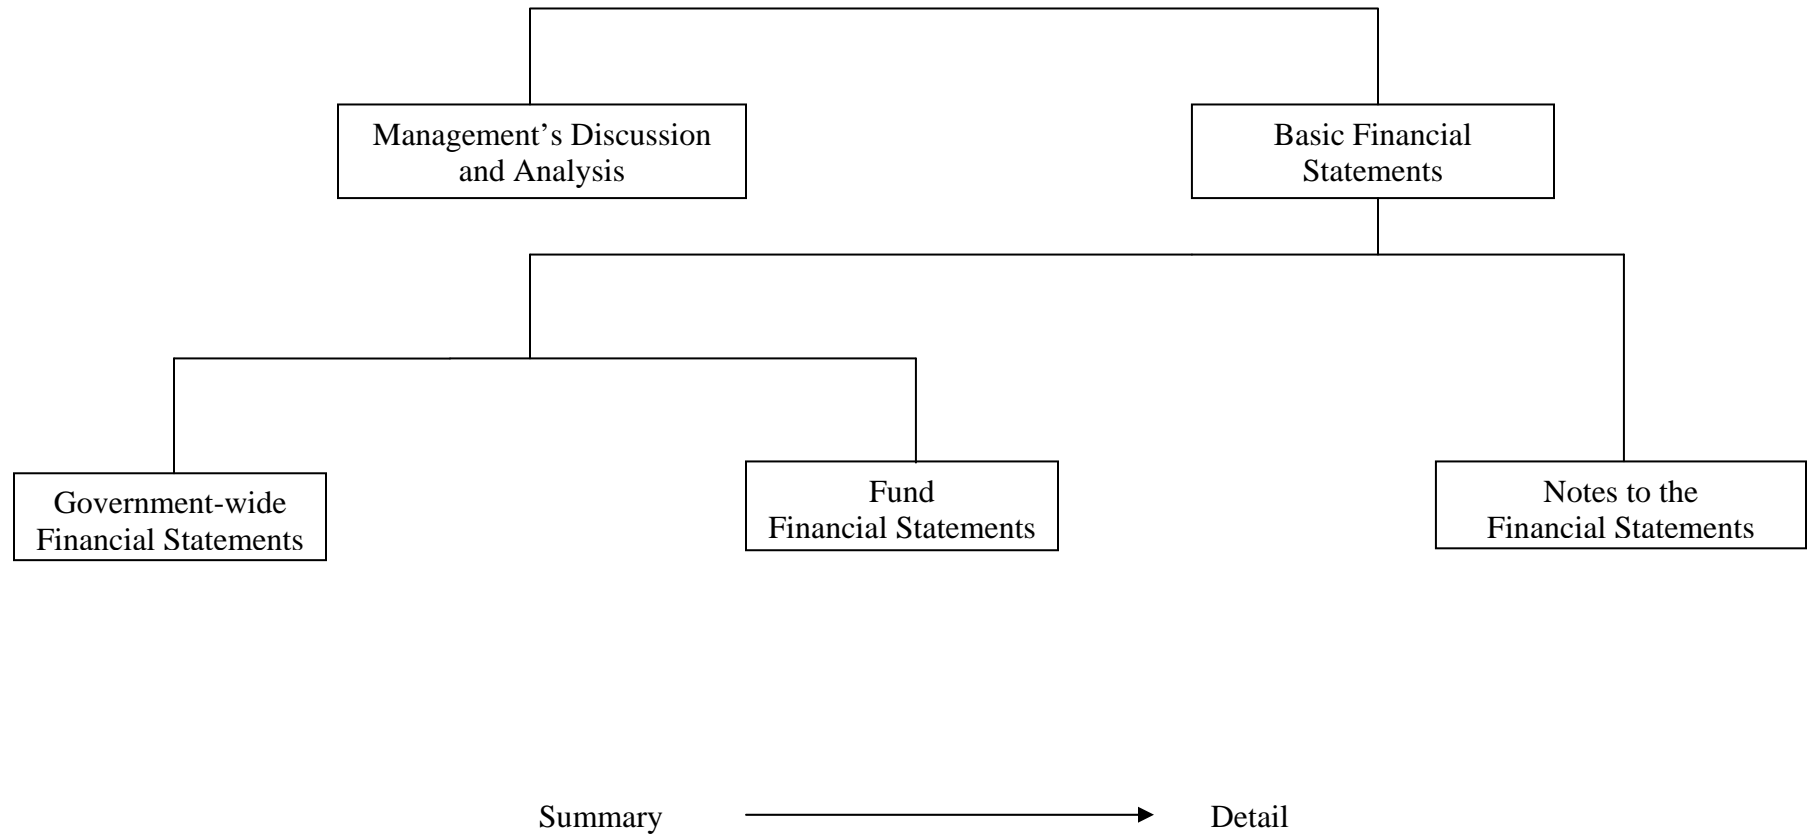 Management’s Discussion
and Analysis
Basic Financial
Statements
Government-wide
Financial Statements
Fund
Financial Statements
Notes to the
Financial Statements
Summary
Detail